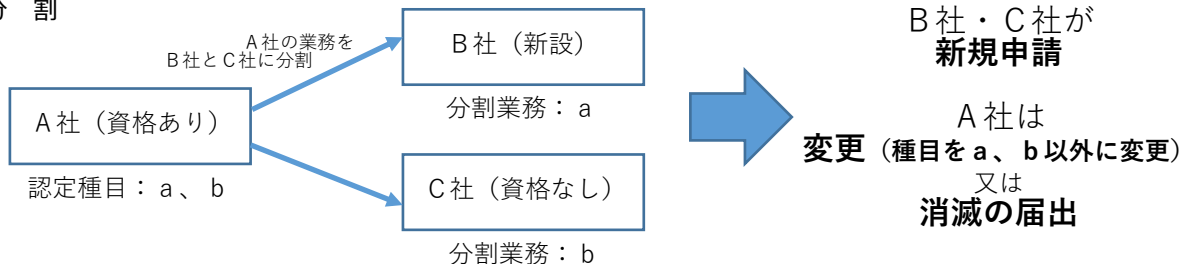 分　割
A社の業務を
B社とC社に分割
A社（資格あり）
認定種目：a、b
B社（新設）
分割業務：a
C社（資格なし）
分割業務：b
B社・C社が
新規申請
A社は
変更（種目をa、b以外に変更）
又は
消滅の届出